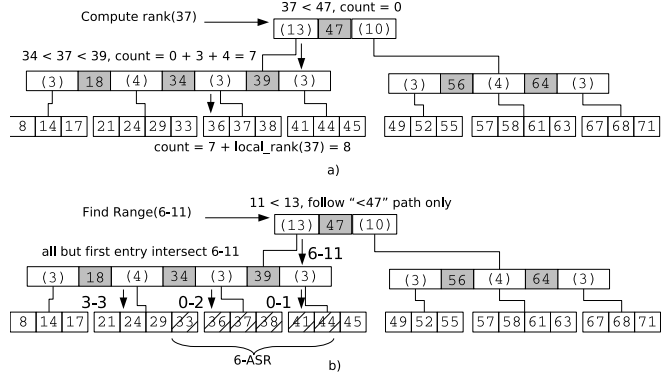 Compute rank(37)
37 < 47, count = 0
(13) 47 (10)
34 < 37 < 39, count = 0 + 3 + 4 = 7
(3) 18 (4) 34 (3) 39 (3)
(3) 56 (4) 64 (3)
8 14 17 21 24 29 33 36 37 38 41 44 45 49 52 55 57 58 61 63 67 68 71
count = 7 + local_rank(37) = 8
a)
Find Range(6-11)
11 < 13, follow “<47” path only
(13) 47 (10)
all but first entry intersect 6-11
6-11
(3) 18 (4) 34 (3) 39 (3)
(3) 56 (4) 64 (3)
3-3 0-2 0-1
8 14 17 21 24 29 33 36 37 38 41 44 45 49 52 55 57 58 61 63 67 68 71
6-ASR
b)